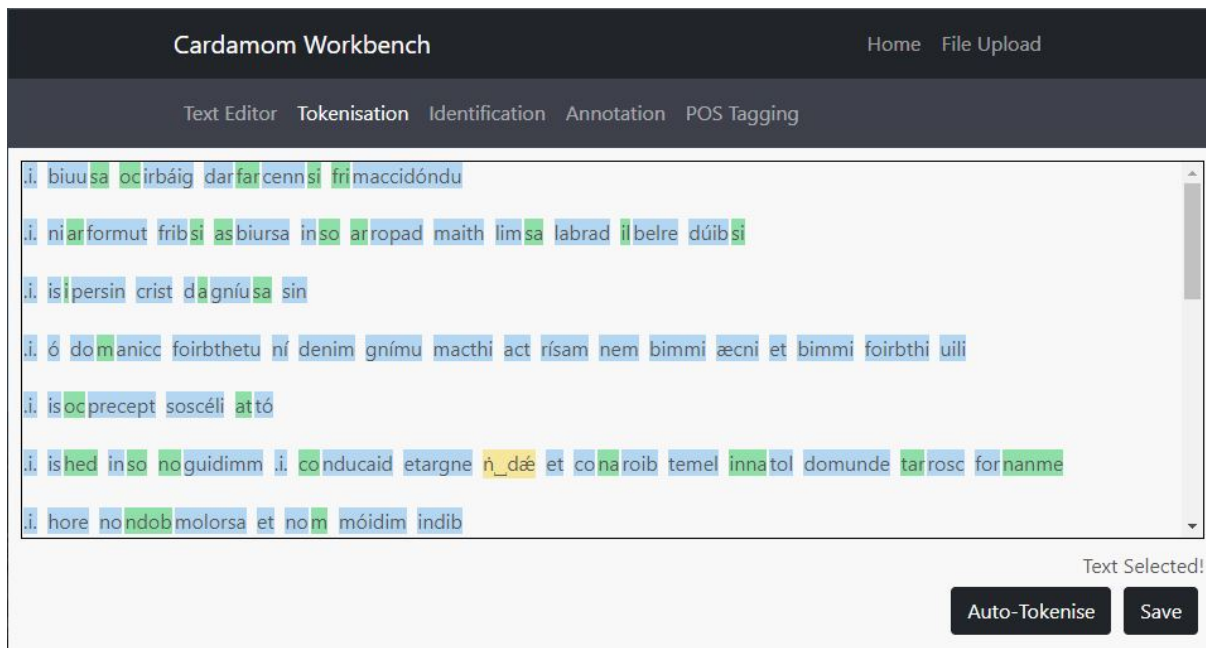 Cardamom Workbench Home File Upload
Text Editor Tokenisation Identification Annotation POS Tagging
.i. biuusa ocirbáig darfarcennsi frimaccidóndu
.i. niarformut fribsi asbiursa inso arropad maith limsa labrad ilbelre dúibsi
.i. isipersin crist dagníusa sin
.i. ó domanicc foirbthetu ní denim gnímu macthi act rísam nem bimmi æcni et bimmi foirbthi uili
.i. isocprecept soscéli attó
.i. ished inso noguidimm .i. conducaid etargne ṅ_dǽ et conaroib temel innatol domunde tarrosc fornanme
.i. hore nondobmolorsa et nom móidim indib
Text Selected!
Auto-Tokenise Save